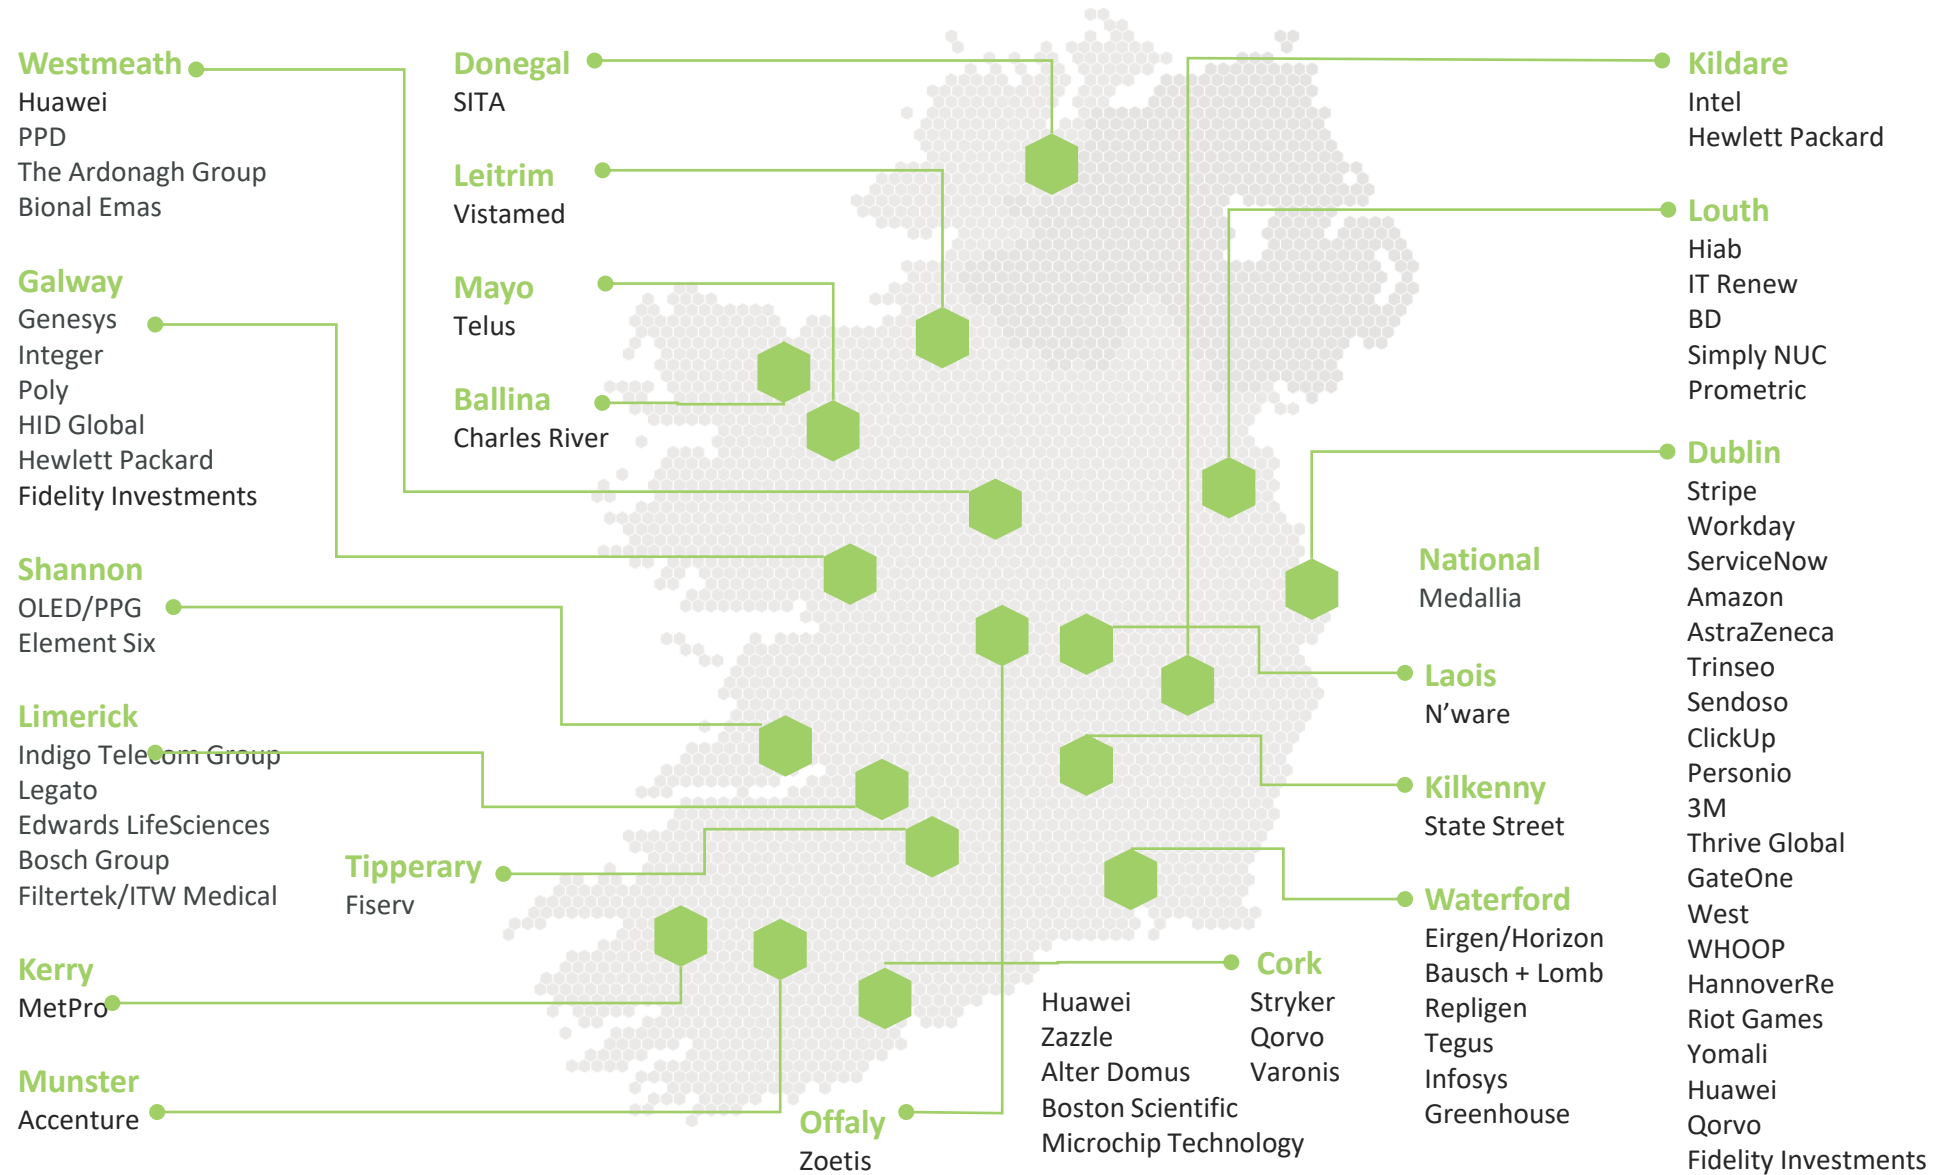 Westmeath
Huawei
PPD
The Ardonagh Group
Bional Emas
Galway
Genesys
Integer
Poly
HID Global
Hewlett Packard
Fidelity Investments
Shannon
OLED/PPG
Element Six
Limerick
Indigo Telecom Group
Legato
Edwards LifeSciences
Bosch Group
Filtertek/ITW Medical
Kerry
MetPro
Munster
Accenture
Donegal
SITA
Leitrim
Vistamed
Mayo
Telus
Ballina
Charles River
Tipperary
Fiserv
Offaly
Zoetis
Cork
Huawei
Zazzle
Alter Domus
Boston Scientific
Microchip Technology
Stryker
Qorvo
Varonis
National
Medallia
Laois
N’ware
Kilkenny
State Street
Waterford
Eirgen/Horizon
Bausch + Lomb
Repligen
Tegus
Infosys
Greenhouse
Kildare
Intel
Hewlett Packard
Louth
Hiab
IT Renew
BD
Simply NUC
Prometric
Dublin
Stripe
Workday
ServiceNow
Amazon
AstraZeneca
Trinseo
Sendoso
ClickUp
Personio
3M
Thrive Global
GateOne
West
WHOOP
HannoverRe
Riot Games
Yomali
Huawei
Qorvo
Fidelity Investments